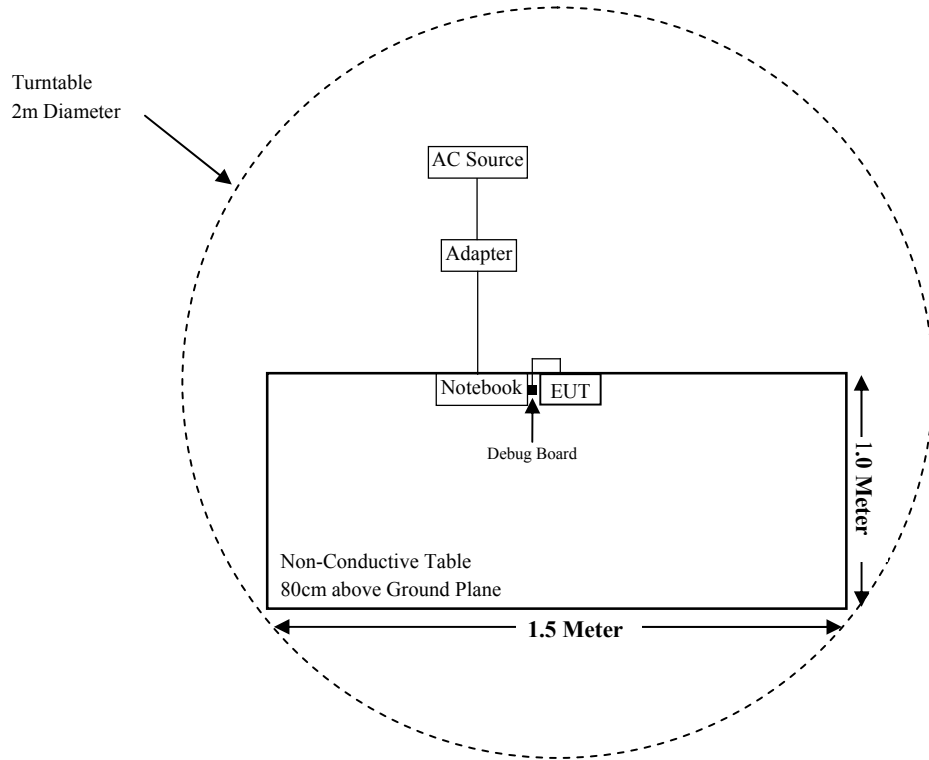 Turntable
2m Diameter
AC Source
Adapter
Notebook
EUT
Debug Board
1.0 Meter
Non-Conductive Table
80cm above Ground Plane
1.5 Meter